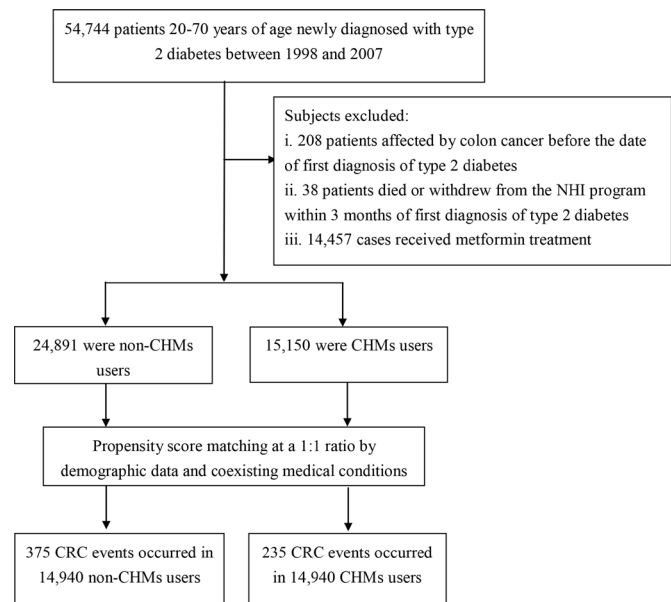 54,744 patients 20-70 years of age newly diagnosed with type
2 diabetes between 1998 and 2007
Subjects excluded:
i. 208 patients affected by colon cancer before the date
of first diagnosis of type 2 diabetes
ii. 38 patients died or withdrew from the NHI program
within 3 months of first diagnosis of type 2 diabetes
iii. 14,457 cases received metformin treatment
24,891 were non-CHMs
users
15,150 were CHMs users
Propensity score matching at a 1:1 ratio by
demographic data and coexisting medical conditions
375 CRC events occurred in
14,940 non-CHMs users
235 CRC events occurred
in 14,940 CHMs users